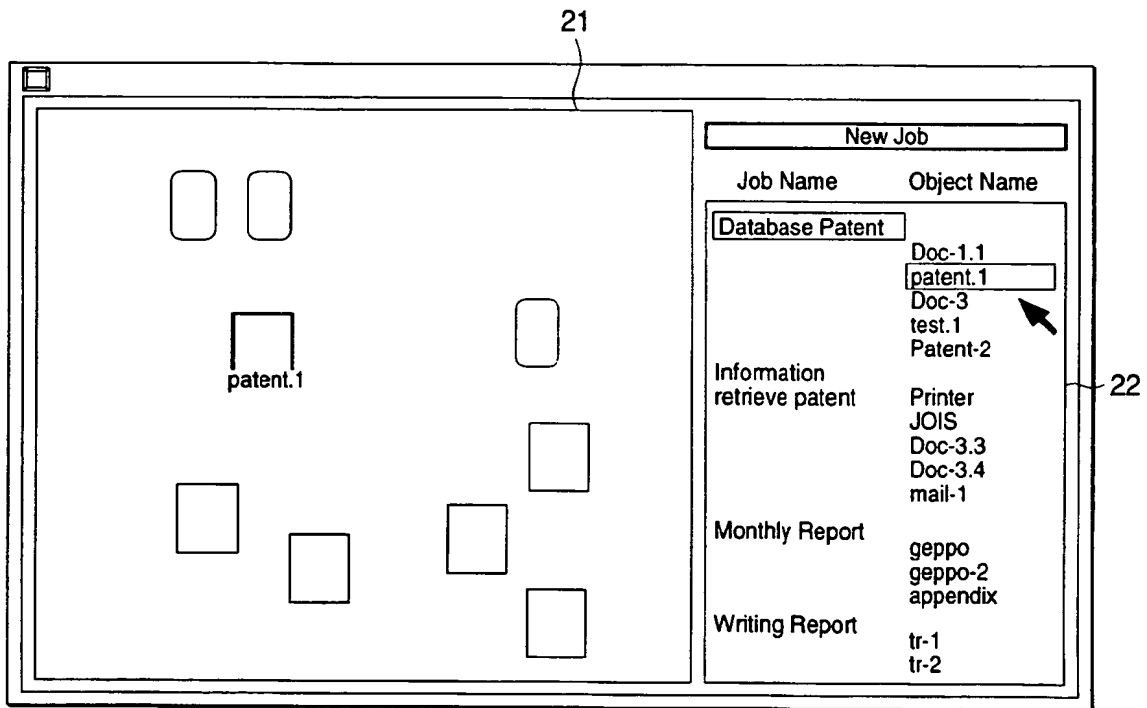 21
New Job
Job Name Object Name
Database Patent
Doc-1.1
patent.1
Doc-3
test.1
Patent-2
Information
retrieve patent Printer
JOIS
Doc-3.3
Doc-3.4
mail-1
Monthly Report
geppo
geppo-2
appendix
Writing Report
tr-1
tr-2
patent.1
22